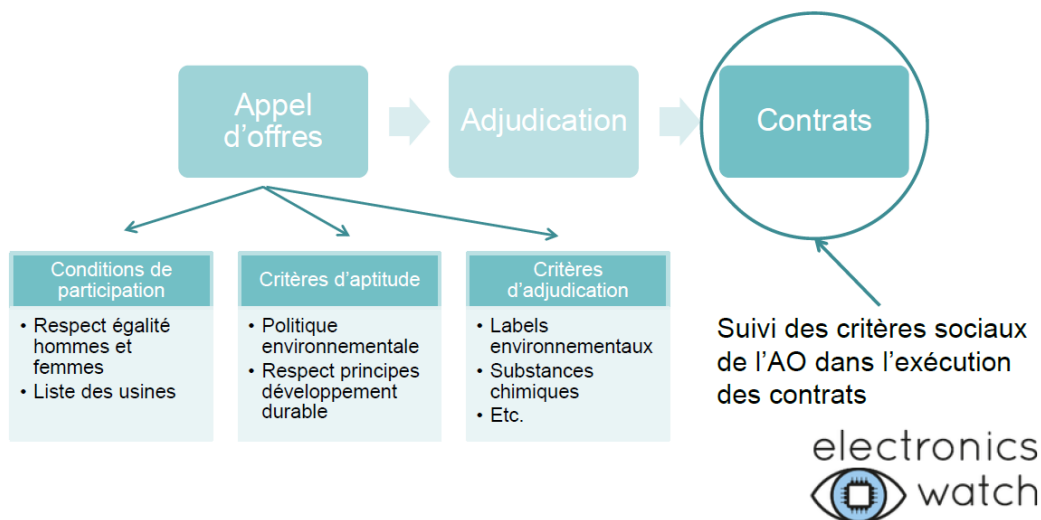 Appel
d'offres
Adjudication
Contrats
Conditions de
participation
• Respect égalité
hommes et
femmes
• Liste des usines
Critères d'aptitude
• Politique
environnementale
• Respect principes
développement
durable
Critères
d'adjudication
• Labels
environnementaux
• Substances
chimiques
• Etc.
Suivi des critères sociaux
de l'AO dans l'exécution
des contrats
electronics
watch